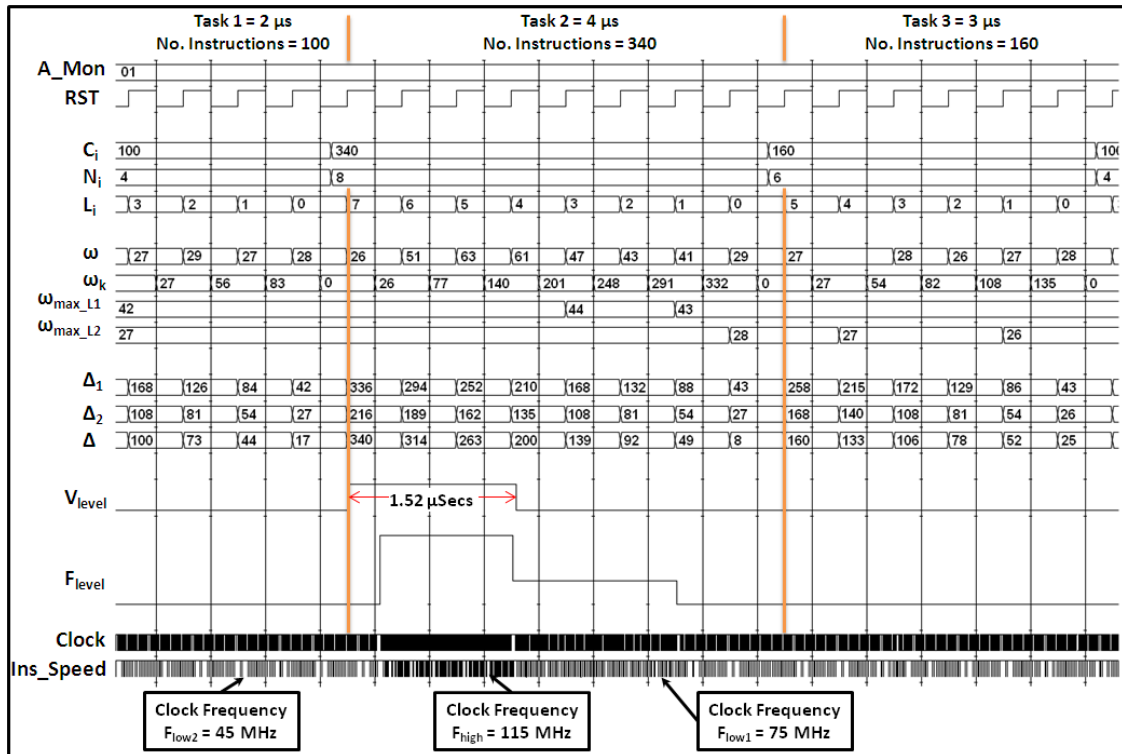 Task 1 = 2 µs Task 2 = 4 µs Task 3 = 3 µs
No. Instructions = 100 No. Instructions = 340 No. Instructions = 160
A_Mon 01
RST
Ci 100 340 160 100
Ni 4 8 6 4
Li 3 2 1 0 7 6 5 4 3 2 1 0 5 4 3 2 1 0
ω 27 29 27 28 26 51 63 61 47 43 41 29 27 28 26 27 28
ωk 27 56 83 0 26 77 140 201 248 291 332 0 27 54 82 108 135 0
ωmax_L1 42 44 43
ωmax_L2 27 28 27 26
Δ1 168 126 84 42 336 294 252 210 168 132 88 43 258 215 172 129 86 43
Δ2 108 81 54 27 216 189 162 135 108 81 54 27 168 140 108 81 54 26
Δ 100 73 44 17 340 314 263 200 139 92 49 8 160 133 106 78 52 25
Vlevel 1.52 µSecs
Flevel
Clock
Ins_Speed
Clock Frequency Clock Frequency Clock Frequency
Flow2 = 45 MHz Fhigh = 115 MHz Flow1 = 75 MHz